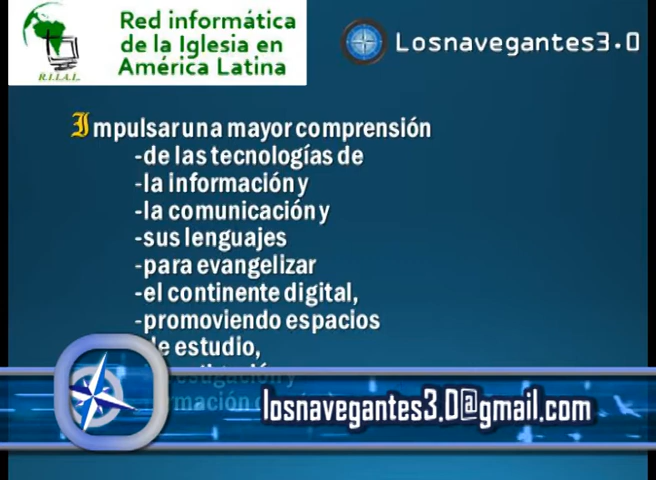 Red informática
de la Iglesia en
América Latina
R.I.I.A.L.
Losnavegantes3.0
Impulsar una mayor comprensión
-de las tecnologías de
-la información y
-la comunicación y
-sus lenguajes
-para evangelizar
-el continente digital,
-promoviendo espacios
de estudio,
losnavegantes3.0@gmail.com